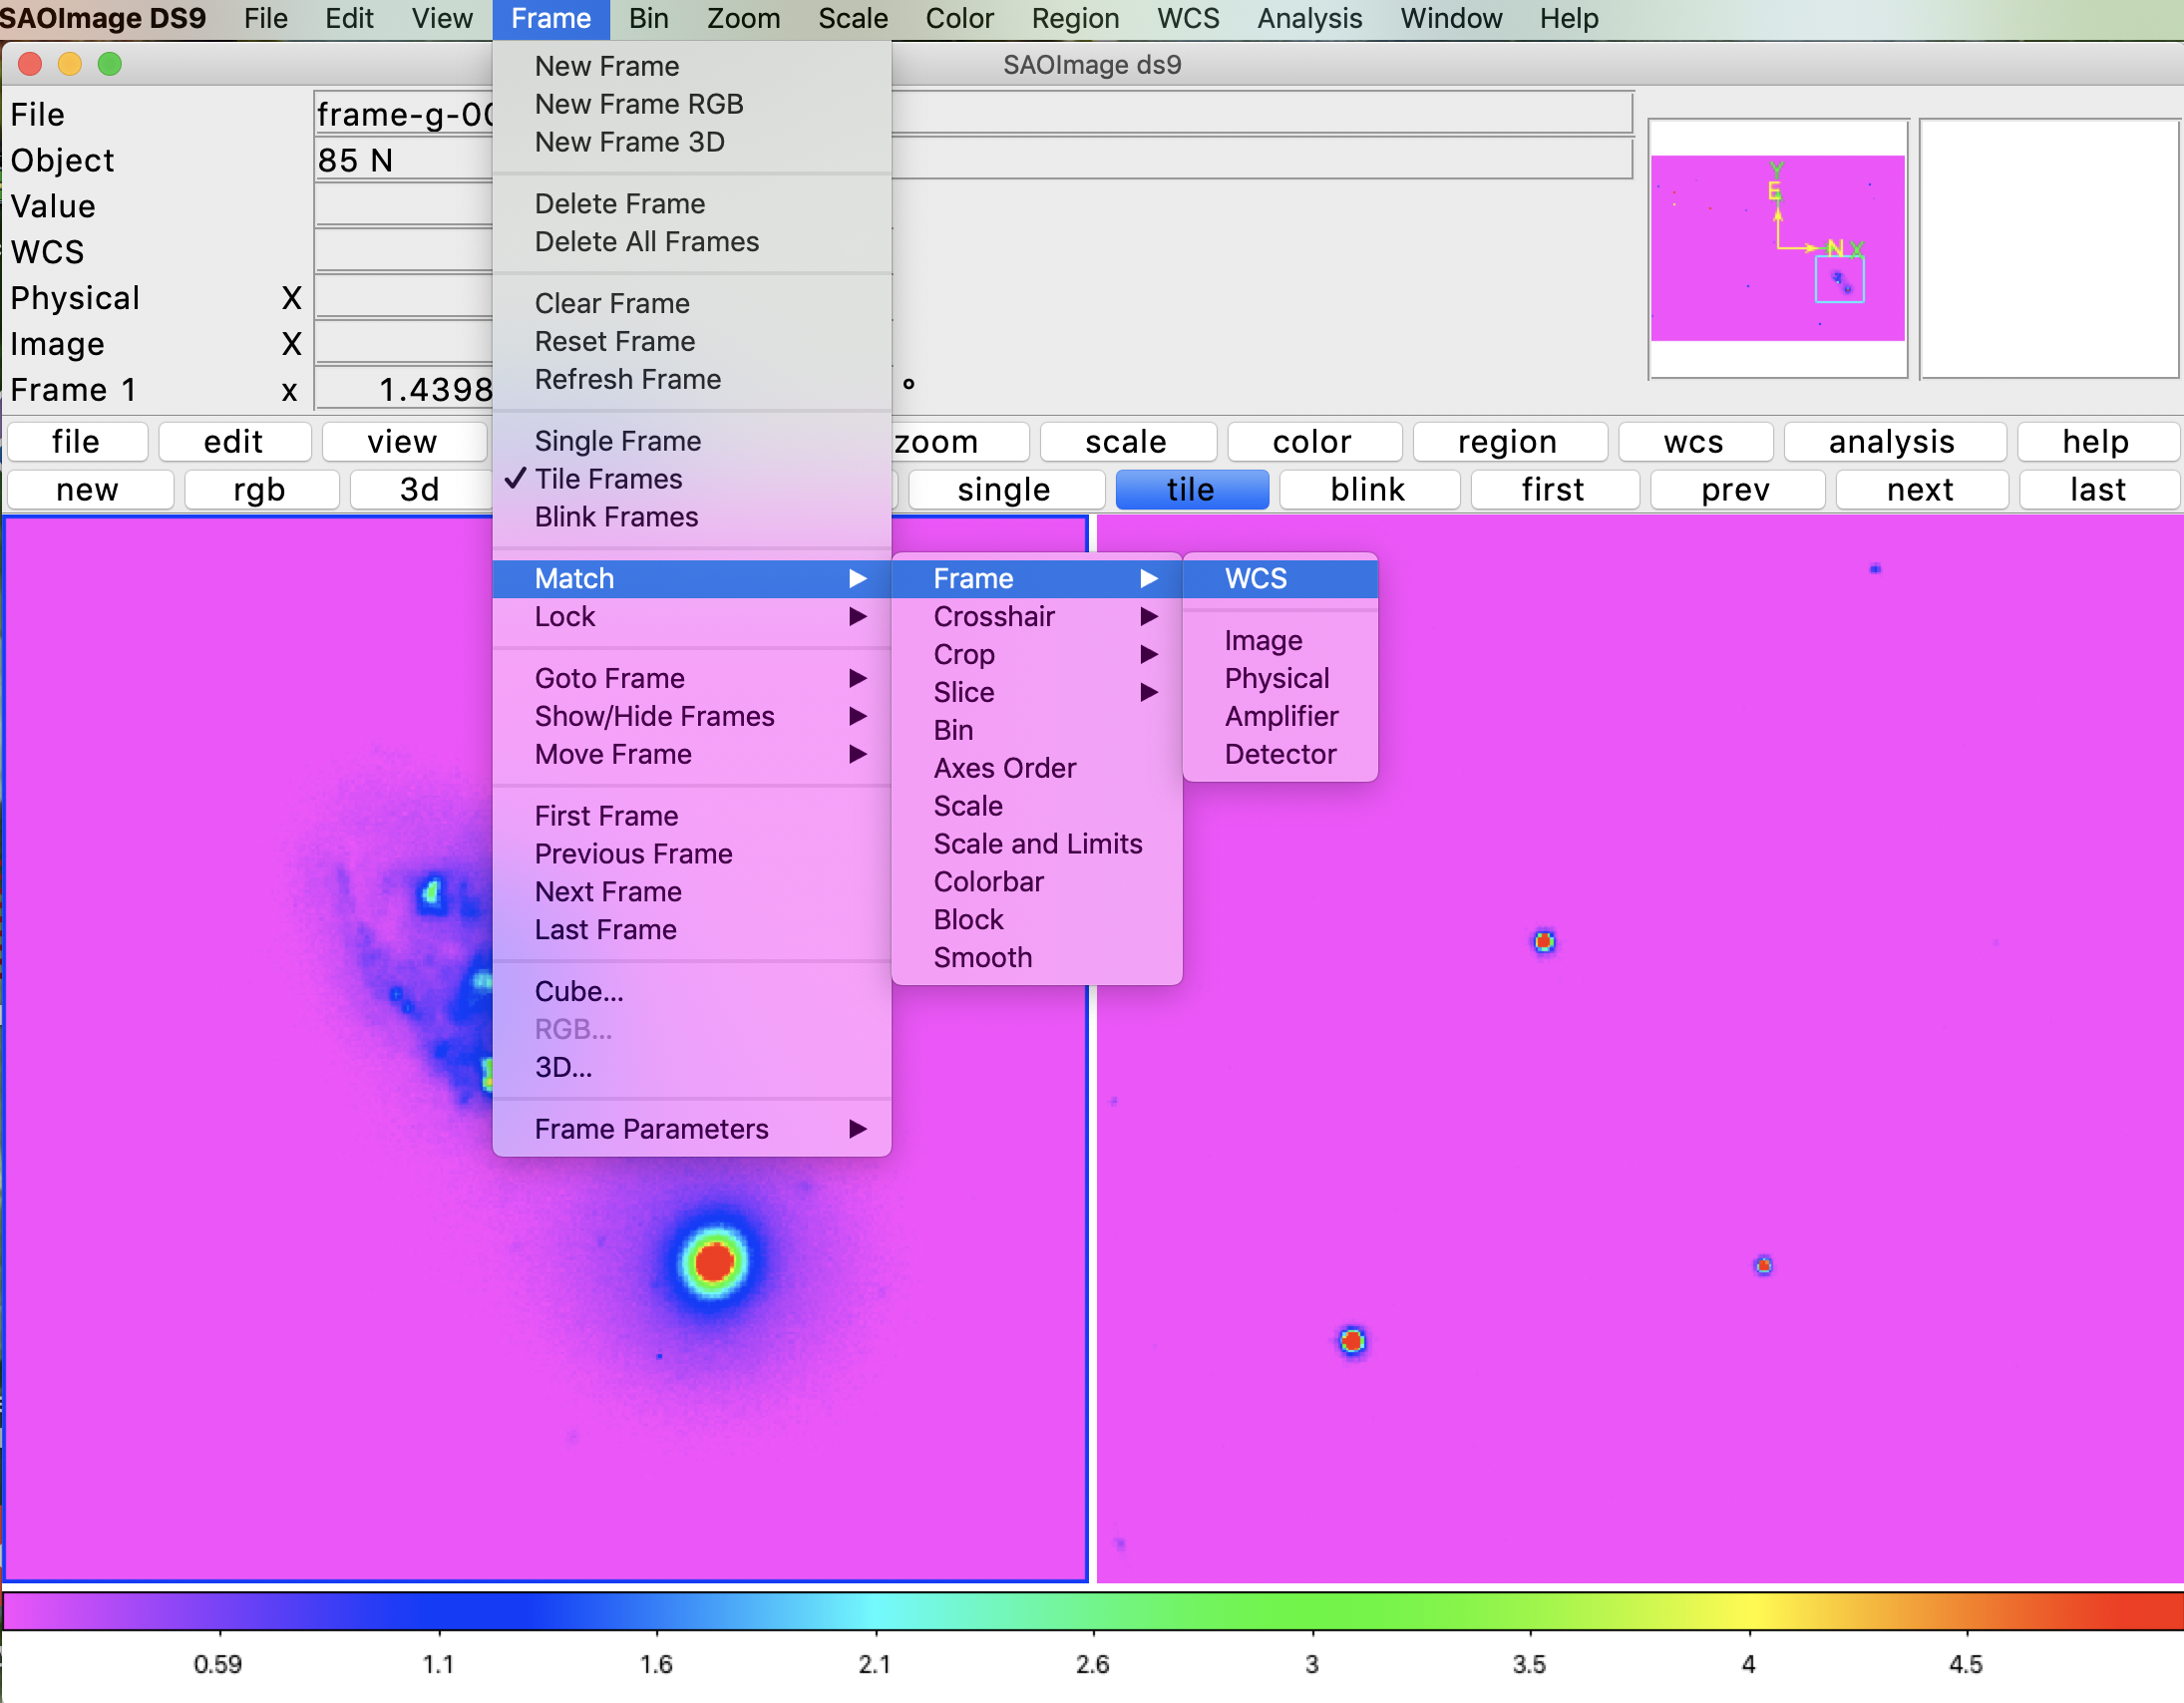 SAOImage DS9 File Edit View Frame Bin Zoom Scale Color Region WCS Analysis Window Help
SAOImage ds9
File frame-g-00
Object 85 N
Value
WCS
Physical X
Image X
Frame 1 x 1.4398 °
Y
E
N X
file edit view zoom scale color region wcs analysis help
new rgb 3d single tile blink first prev next last
New Frame
New Frame RGB
New Frame 3D
Delete Frame
Delete All Frames
Clear Frame
Reset Frame
Refresh Frame
Single Frame
✓ Tile Frames
Blink Frames
Match
Lock
Goto Frame
Show/Hide Frames
Move Frame
First Frame
Previous Frame
Next Frame
Last Frame
Cube...
RGB...
3D...
Frame Parameters
Frame
Crosshair
Crop
Slice
Bin
Axes Order
Scale
Scale and Limits
Colorbar
Block
Smooth
WCS
Image
Physical
Amplifier
Detector
0.59 1.1 1.6 2.1 2.6 3 3.5 4 4.5